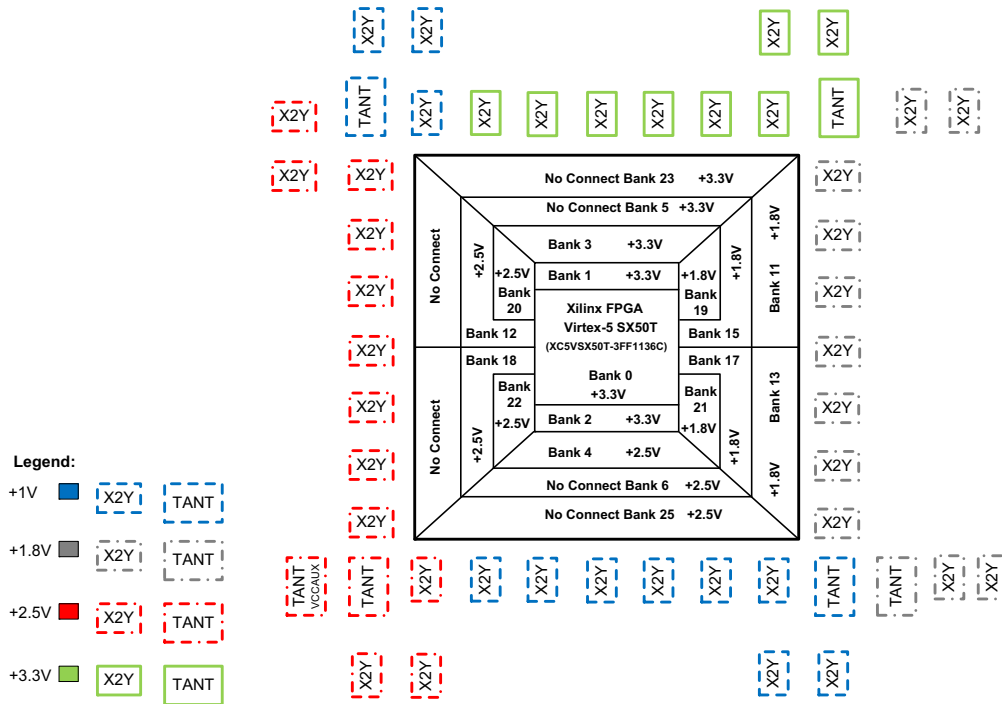 X2Y X2Y X2Y X2Y
X2Y TANT X2Y X2Y X2Y X2Y X2Y X2Y X2Y TANT X2Y X2Y
X2Y X2Y X2Y
X2Y X2Y
X2Y X2Y
X2Y X2Y
X2Y X2Y
X2Y X2Y
X2Y X2Y
No Connect Bank 23 +3.3V
No Connect Bank 5 +3.3V
Bank 3 +3.3V
Bank 1 +3.3V
No Connect
+2.5V
Bank 12
+2.5V
Bank
20
+1.8V
Bank
19
+1.8V
Bank 15
+1.8V
Bank 11
Xilinx FPGA
Virtex-5 SX50T
(XC5VSX50T-3FF1136C)
Bank 0
+3.3V
No Connect
Bank 18
+2.5V
Bank
22
+2.5V
Bank 17
Bank
21
+1.8V
+1.8V
Bank 13
+1.8V
Bank 2 +3.3V
Bank 4 +2.5V
No Connect Bank 6 +2.5V
No Connect Bank 25 +2.5V
TANT
VCCAUX
TANT X2Y X2Y X2Y X2Y X2Y X2Y X2Y TANT TANT X2Y X2Y
X2Y X2Y X2Y X2Y
Legend:
+1V X2Y TANT
+1.8V X2Y TANT
+2.5V X2Y TANT
+3.3V X2Y TANT